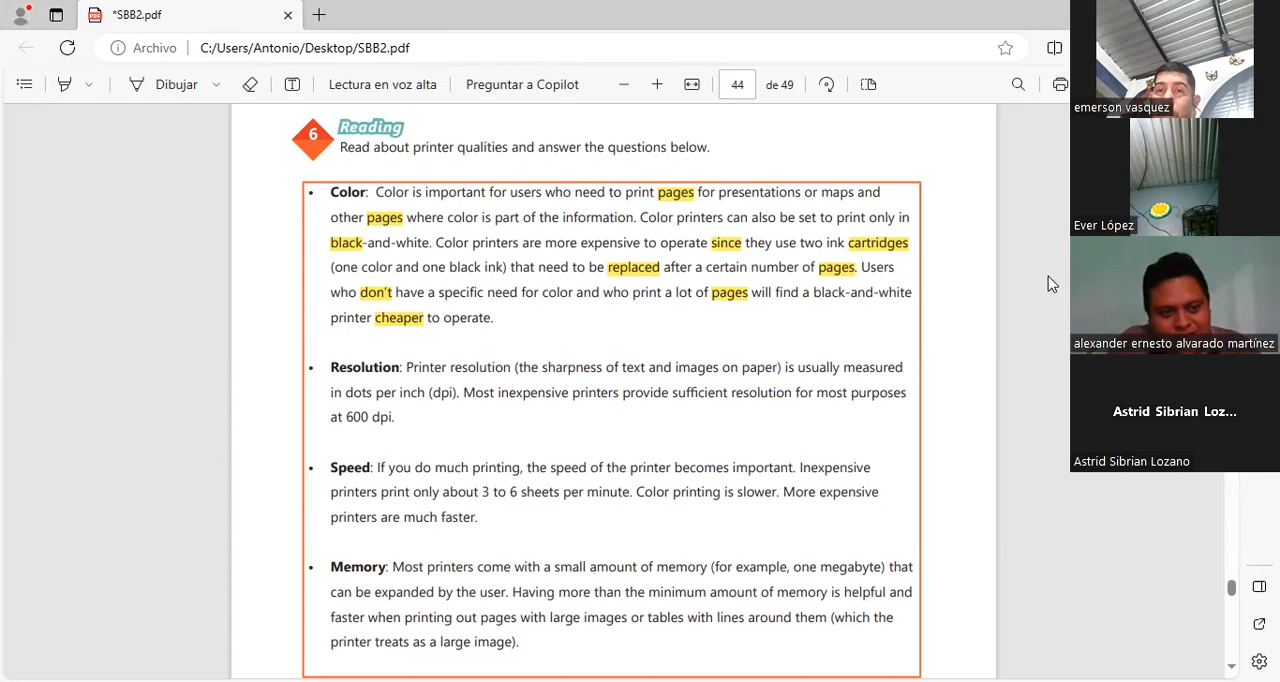 *SBB2.pdf
Archivo
C:/Users/Antonio/Desktop/SBB2.pdf
Dibujar
Lectura en voz alta
Preguntar a Copilot
44
de 49
6
Reading
Read about printer qualities and answer the questions below.
• Color: Color is important for users who need to print pages for presentations or maps and
other pages where color is part of the information. Color printers can also be set to print only in
black-and-white. Color printers are more expensive to operate since they use two ink cartridges
(one color and one black ink) that need to be replaced after a certain number of pages. Users
who don't have a specific need for color and who print a lot of pages will find a black-and-white
printer cheaper to operate.
• Resolution: Printer resolution (the sharpness of text and images on paper) is usually measured
in dots per inch (dpi). Most inexpensive printers provide sufficient resolution for most purposes
at 600 dpi.
• Speed: If you do much printing, the speed of the printer becomes important. Inexpensive
printers print only about 3 to 6 sheets per minute. Color printing is slower. More expensive
printers are much faster.
• Memory: Most printers come with a small amount of memory (for example, one megabyte) that
can be expanded by the user. Having more than the minimum amount of memory is helpful and
faster when printing out pages with large images or tables with lines around them (which the
printer treats as a large image).
emerson vasquez
Ever López
alexander ernesto alvarado martínez
Astrid Sibrian Loz...
Astrid Sibrian Lozano